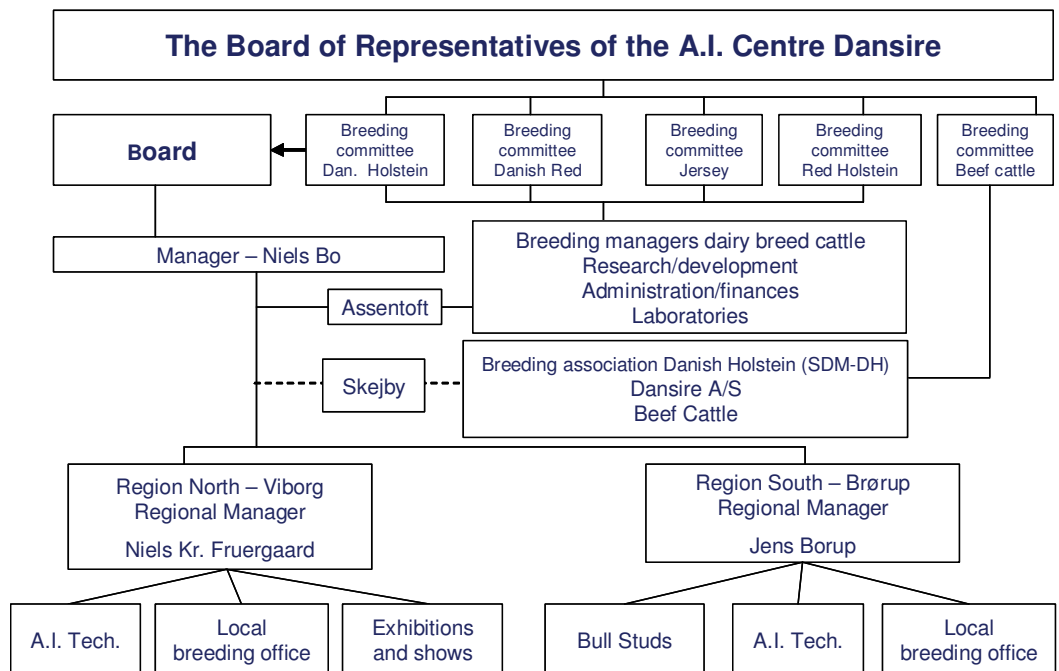 The Board of Representatives of the A.I. Centre Dansire
Board
Breeding
committee
Dan. Holstein
Breeding
committee
Danish Red
Breeding
committee
Jersey
Breeding
committee
Red Holstein
Breeding
committee
Beef cattle
Manager – Niels Bo
Breeding managers dairy breed cattle
Research/development
Administration/finances
Laboratories
Assentoft
Skejby
Breeding association Danish Holstein (SDM-DH)
Dansire A/S
Beef Cattle
Region North – Viborg
Regional Manager
Niels Kr. Fruergaard
Region South – Brørup
Regional Manager
Jens Borup
A.I. Tech.
Local
breeding office
Exhibitions
and shows
Bull Studs
A.I. Tech.
Local
breeding office